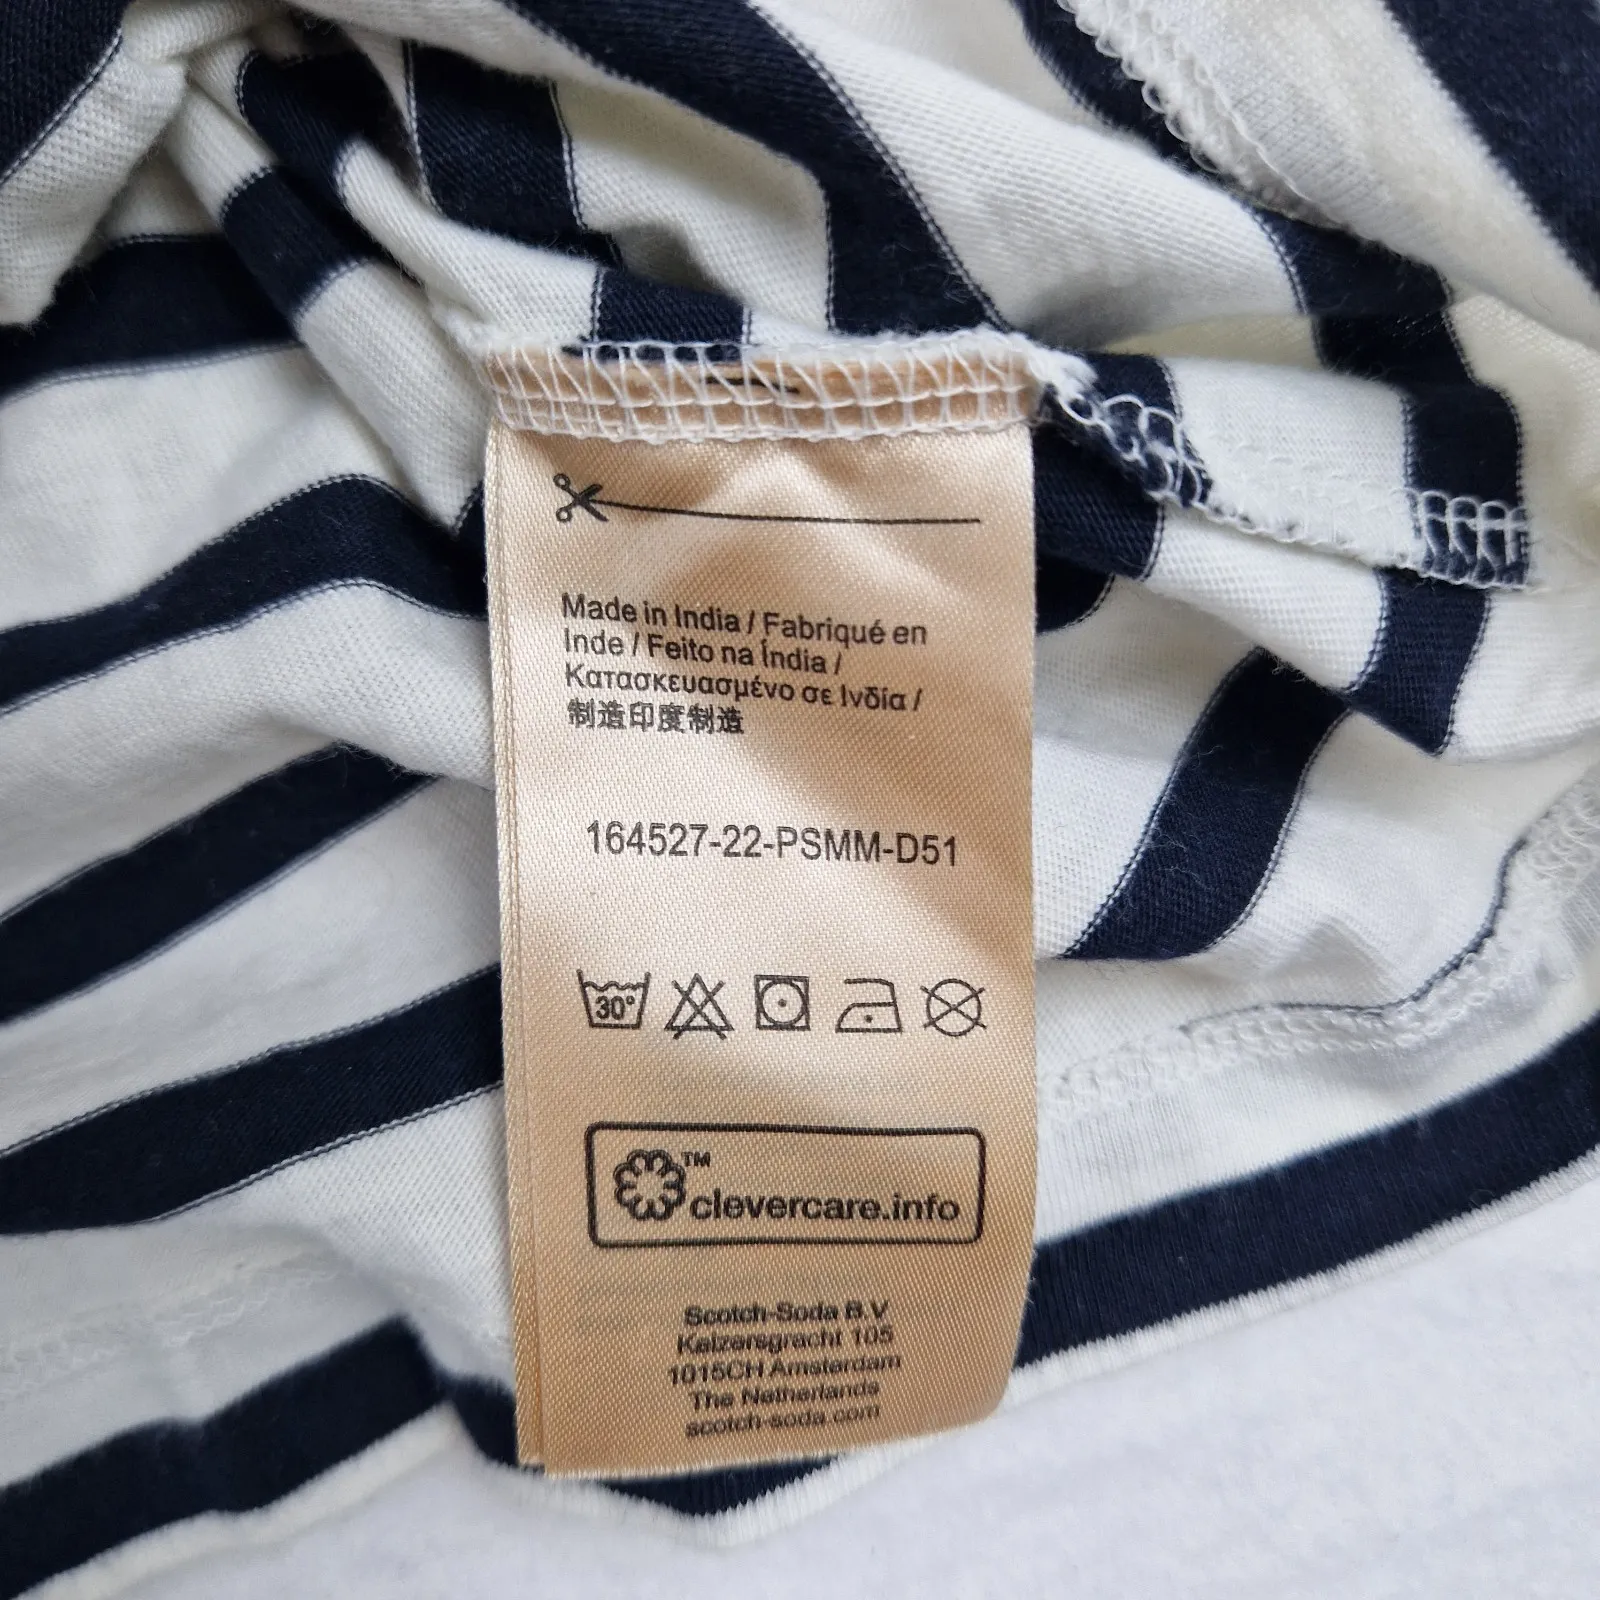 Made in India / Fabriqué en
Inde / Feito na Índia /
Κατασκευασμένο σε Ινδία /
制造印度制造
164527-22-PSMM-D51
30°
™
clevercare.info
Scotch-Soda B.V
Keizersgracht 105
1015CH Amsterdam
The Netherlands
scotch-soda.com